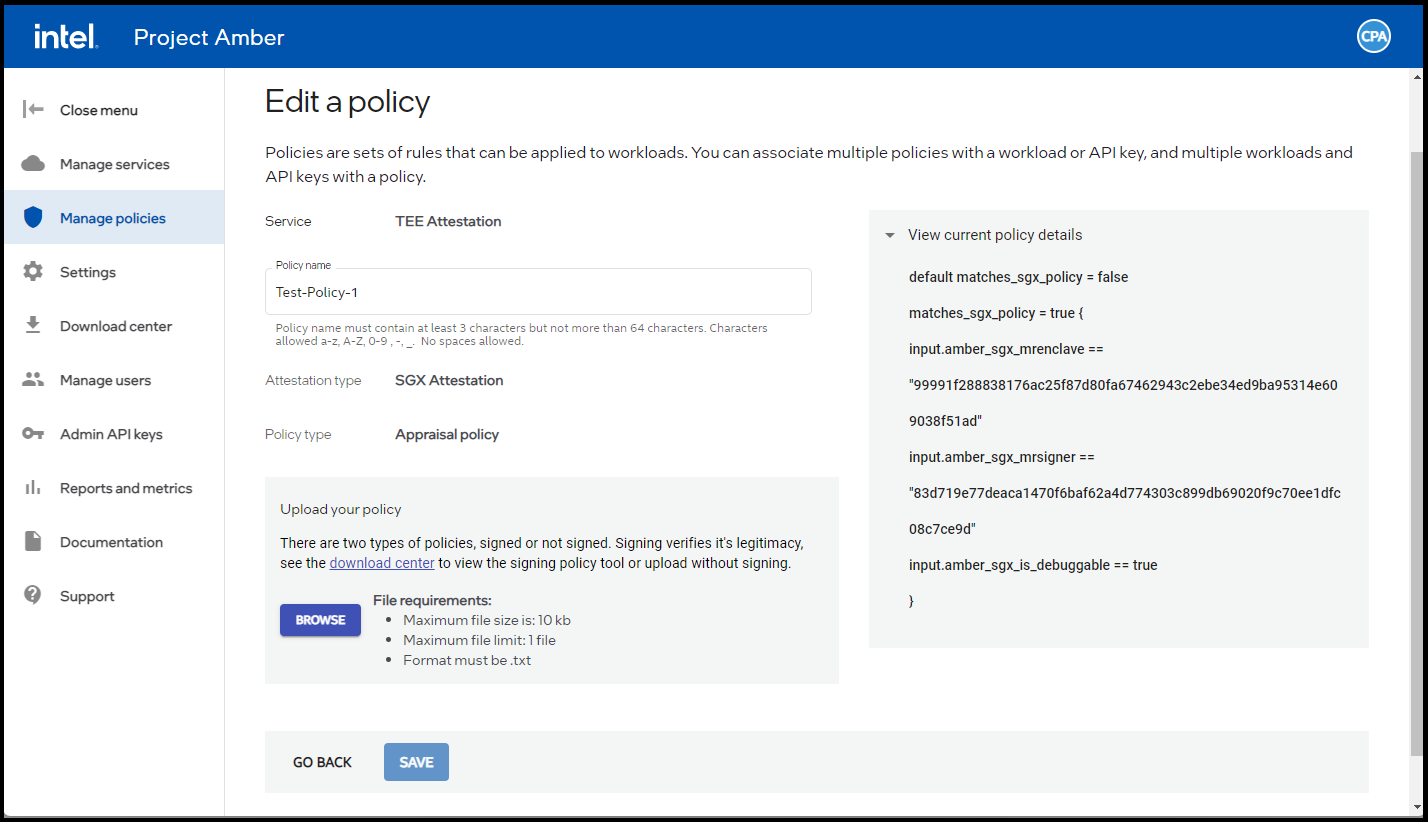 intel. Project Amber CPA
Close menu
Manage services
Manage policies
Settings
Download center
Manage users
Admin API keys
Reports and metrics
Documentation
Support
Edit a policy
Policies are sets of rules that can be applied to workloads. You can associate multiple policies with a workload or API key, and multiple workloads and
API keys with a policy.
Service TEE Attestation
Policy name
Test-Policy-1
Policy name must contain at least 3 characters but not more than 64 characters. Characters
allowed a-z, A-Z, 0-9 , -, _. No spaces allowed.
Attestation type SGX Attestation
Policy type Appraisal policy
Upload your policy
There are two types of policies, signed or not signed. Signing verifies it's legitimacy,
see the download center to view the signing policy tool or upload without signing.
BROWSE
File requirements:
• Maximum file size is: 10 kb
• Maximum file limit: 1 file
• Format must be .txt
View current policy details
default matches_sgx_policy = false
matches_sgx_policy = true {
input.amber_sgx_mrenclave ==
"99991f288838176ac25f87d80fa67462943c2ebe34ed9ba95314e60
9038f51ad"
input.amber_sgx_mrsigner ==
"83d719e77deaca1470f6baf62a4d774303c899db69020f9c70ee1dfc
08c7ce9d"
input.amber_sgx_is_debuggable == true
}
GO BACK SAVE